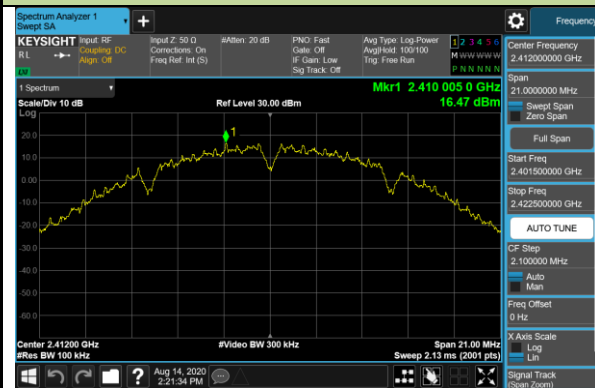 Spectrum Analyzer 1
Swept SA
+
Frequency
KEYSIGHT
RL
Input: RF
Coupling: DC
Align: Off
Input Z: 50 Ω
Corrections: On
Freq Ref: Int (S)
#Atten: 20 dB
PNO: Fast
Gate: Off
IF Gain: Low
Sig Track: Off
Avg Type: Log-Power
Avg|Hold: 100/100
Trig: Free Run
1 2 3 4 5 6
M W W W W W
P N N N N N
LW
1 Spectrum
Scale/Div 10 dB
Log
Ref Level 30.00 dBm
Mkr1 2.410 005 0 GHz
16.47 dBm
1
20.0
10.0
0.00
-10.0
-20.0
-30.0
-40.0
-50.0
-60.0
Center 2.41200 GHz
#Res BW 100 kHz
#Video BW 300 kHz
Span 21.00 MHz
Sweep 2.13 ms (2001 pts)
Center Frequency
2.412000000 GHz
Span
21.0000000 MHz
Swept Span
Zero Span
Full Span
Start Freq
2.401500000 GHz
Stop Freq
2.422500000 GHz
AUTO TUNE
CF Step
2.100000 MHz
Auto
Man
Freq Offset
0 Hz
X Axis Scale
Log
Lin
Signal Track
(Span Zoom)
?
Aug 14, 2020
2:21:34 PM